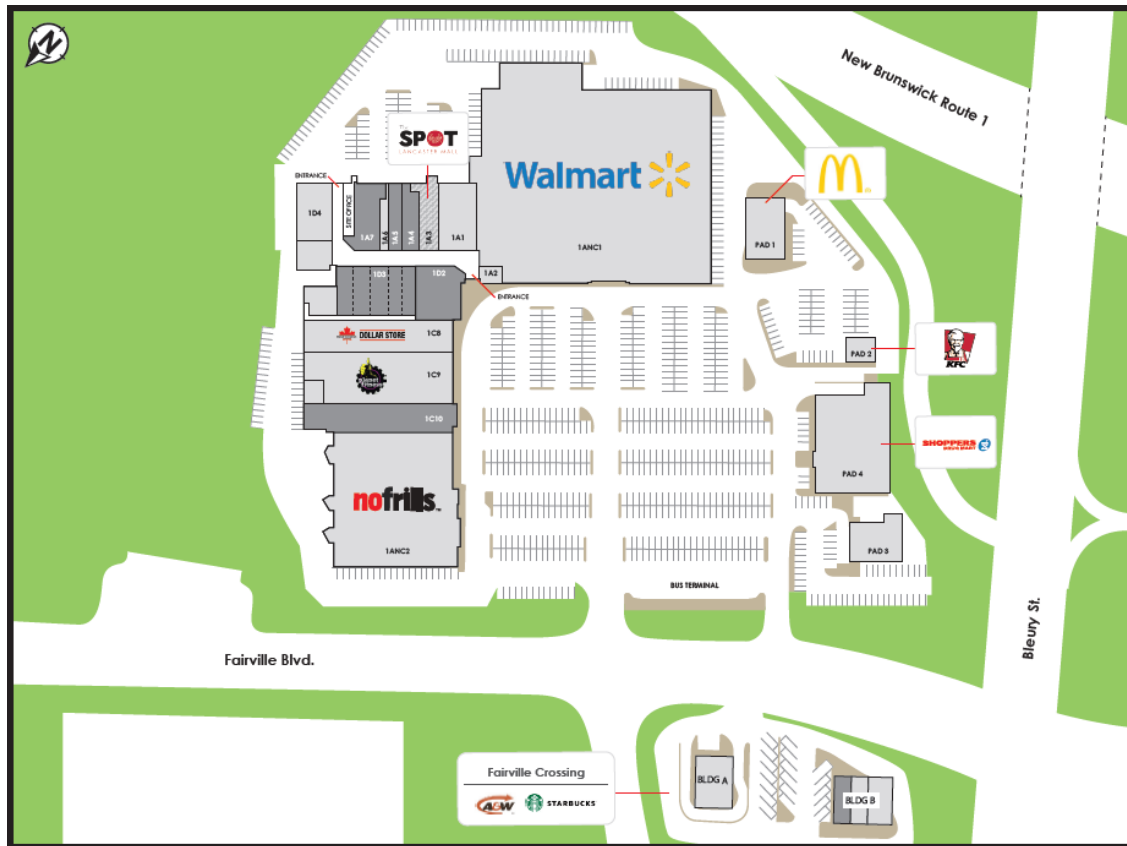 N
New Brunswick Route 1
The
SPOT
LANCASTER MALL
Walmart
ENTRANCE
1D4
SITE OFFICE
1A7
1A6
1A5
1A4
1A3
1A1
1ANC1
PAD 1
1D3
1D2
1A2
ENTRANCE
DOLLAR STORE
1C8
PAD 2
KFC
1C9
1C10
SHOPPERS
DRUG MART
PAD 4
nofrills™
1ANC2
PAD 3
BUS TERMINAL
Bleury St.
Fairville Blvd.
Fairville Crossing
A&W
STARBUCKS
BLDG A
BLDG B